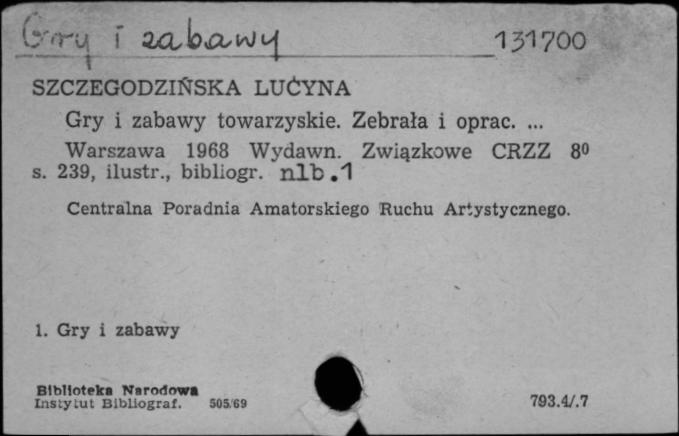 Gry i zabawy 131700
SZCZEGODZIŃSKA LUCYNA
Gry i zabawy towarzyskie. Zebrała i oprac. ...
Warszawa 1968 Wydawn. Związkowe CRZZ 8⁰
s. 239, ilustr., bibliogr. nlb.1
Centralna Poradnia Amatorskiego Ruchu Artystycznego.
1. Gry i zabawy
Biblioteka Narodowa
Instytut Bibliograf. 505/69 793.4/.7